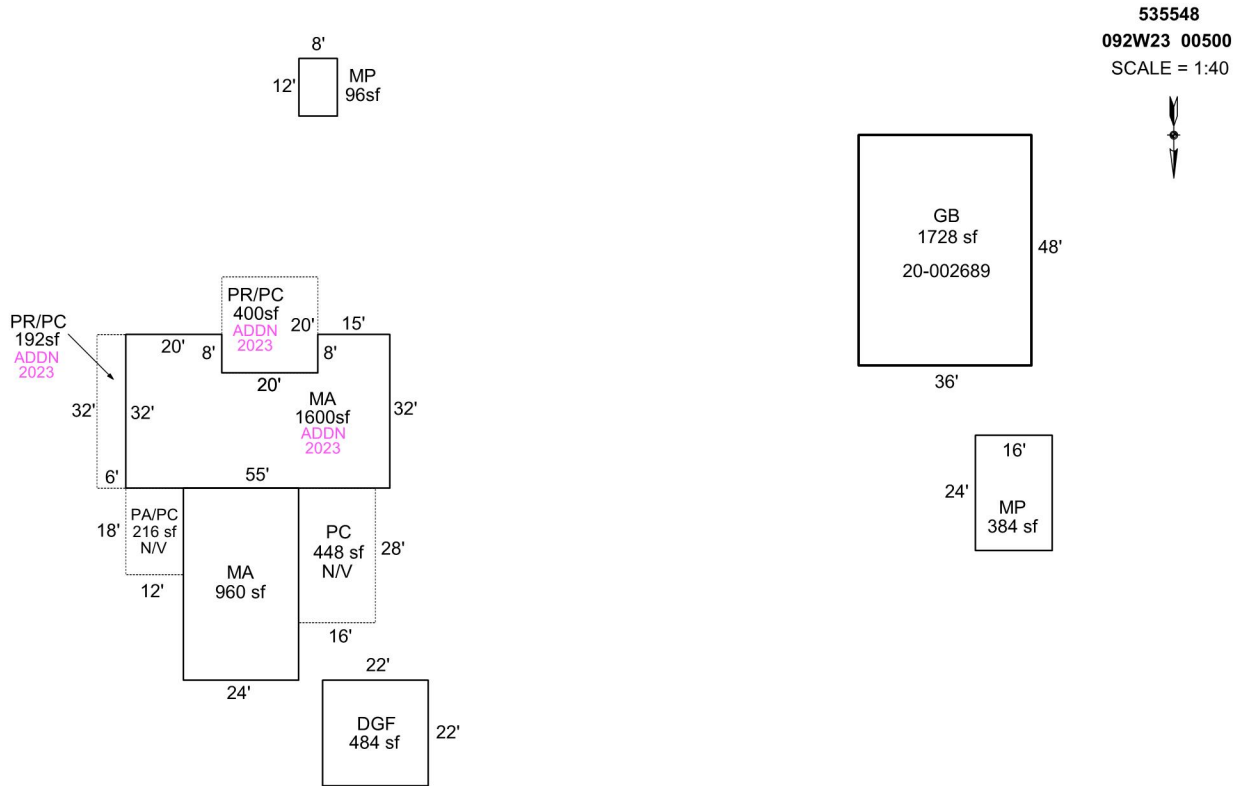 535548
092W23 00500
SCALE = 1:40
8'
12'
MP
96sf
GB
1728 sf
20-002689
48'
36'
PR/PC
400sf
ADDN
2023
20'
15'
PR/PC
192sf
ADDN
2023
20'
8'
8'
20'
32'
32'
MA
1600sf
ADDN
2023
32'
6'
55'
16'
24'
MP
384 sf
18'
PA/PC
216 sf
N/V
12'
PC
448 sf
N/V
28'
16'
MA
960 sf
24'
22'
DGF
484 sf
22'